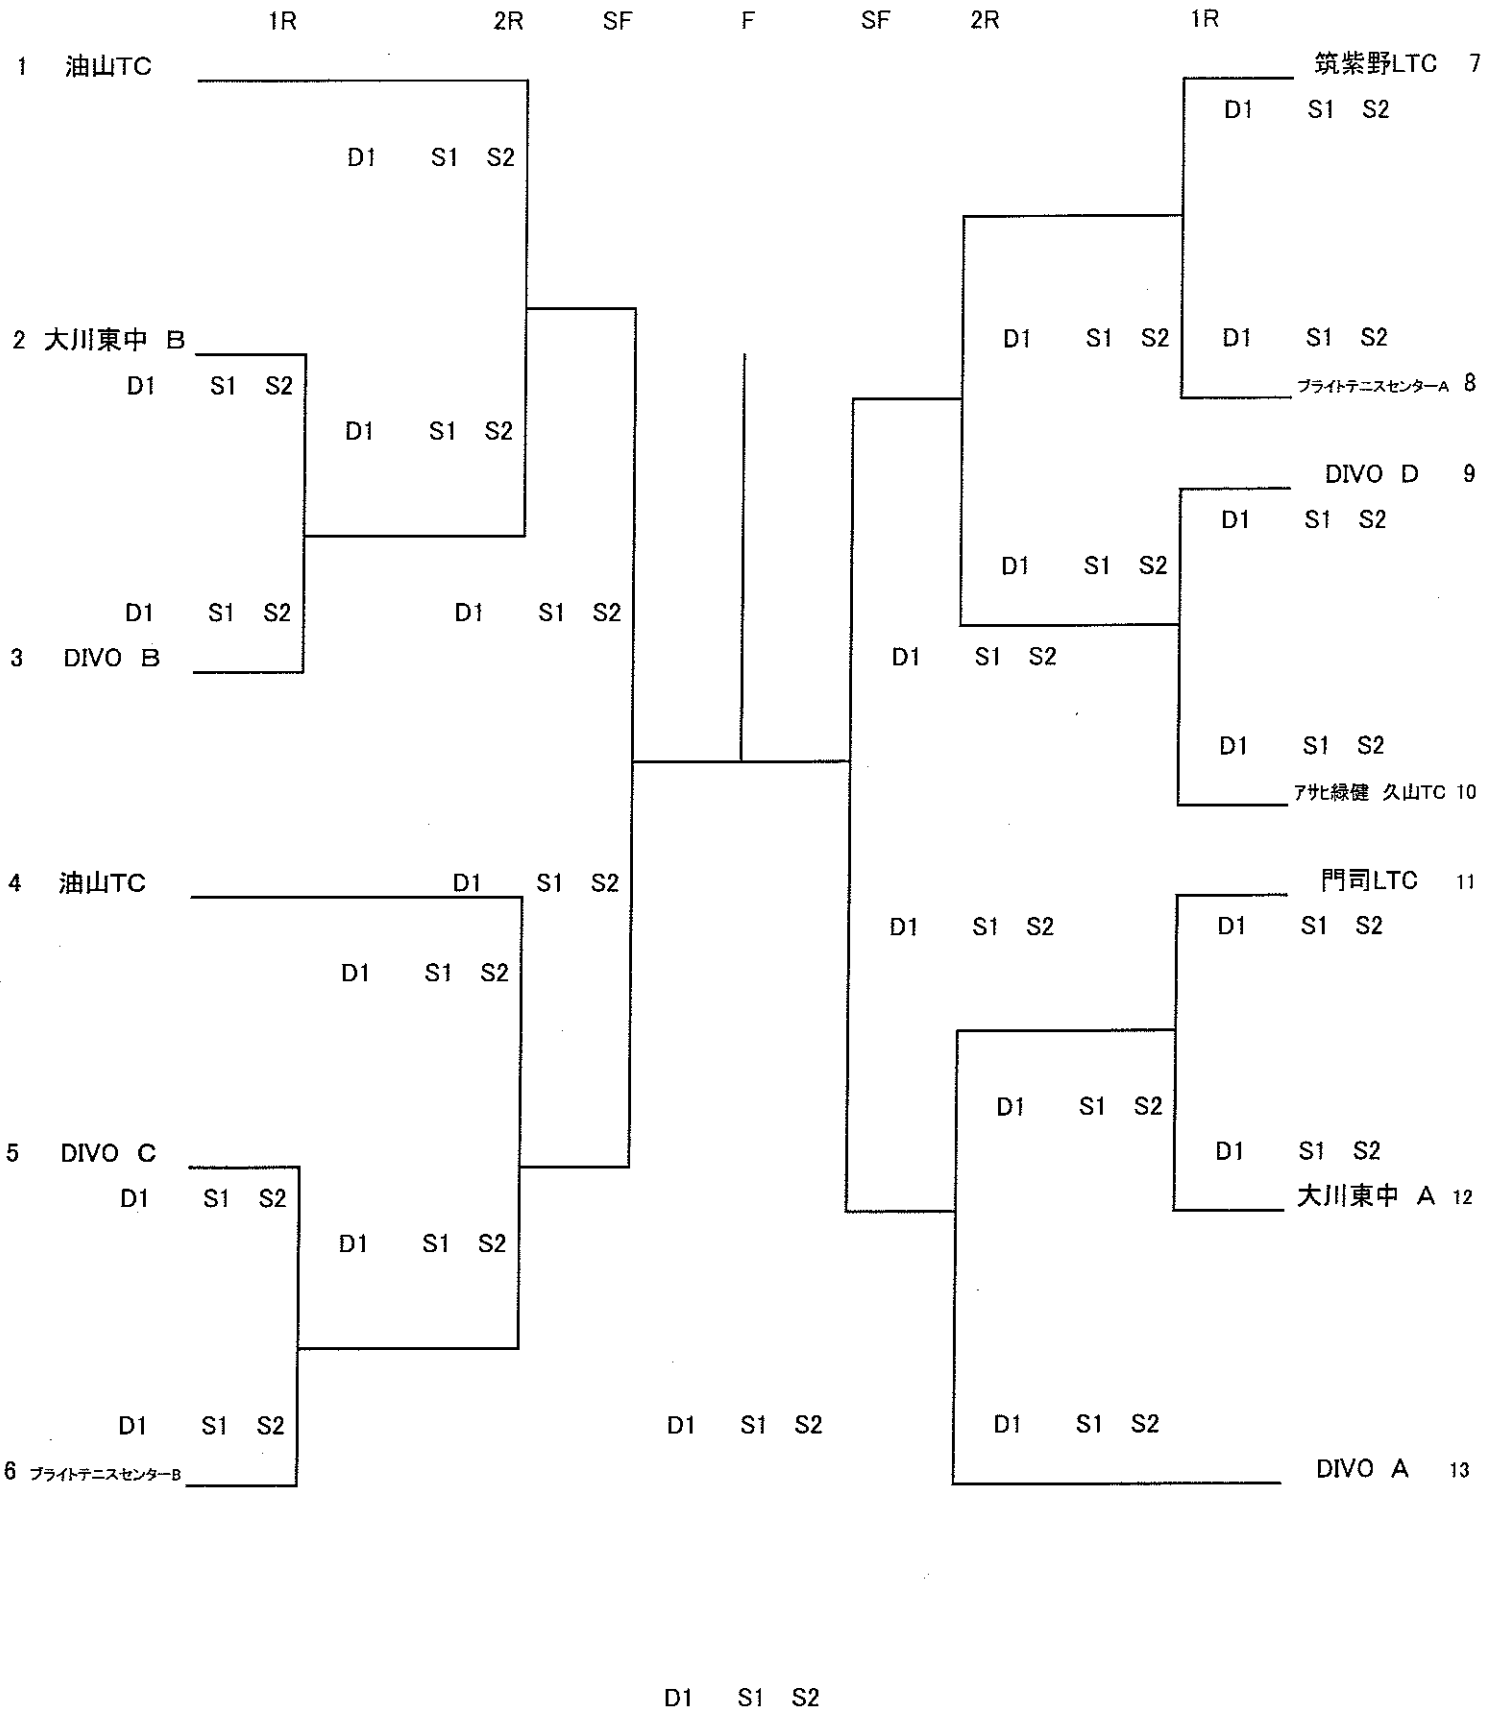 1R 2R SF F SF 2R 1R
1 油山TC
筑紫野LTC 7
D1 S1 S2
D1 S1 S2
2 大川東中 B
D1 S1 S2
D1 S1 S2
D1 S1 S2
ブライトテニスセンターA 8
D1 S1 S2
DIVO D 9
D1 S1 S2
D1 S1 S2
D1 S1 S2
D1 S1 S2
D1 S1 S2
3 DIVO B
D1 S1 S2
D1 S1 S2
アサヒ緑健 久山TC 10
4 油山TC
D1 S1 S2
門司LTC 11
D1 S1 S2
D1 S1 S2
D1 S1 S2
D1 S1 S2
5 DIVO C
D1 S1 S2
D1 S1 S2
大川東中 A 12
D1 S1 S2
D1 S1 S2
D1 S1 S2
D1 S1 S2
6 ブライトテニスセンターB
DIVO A 13
D1 S1 S2